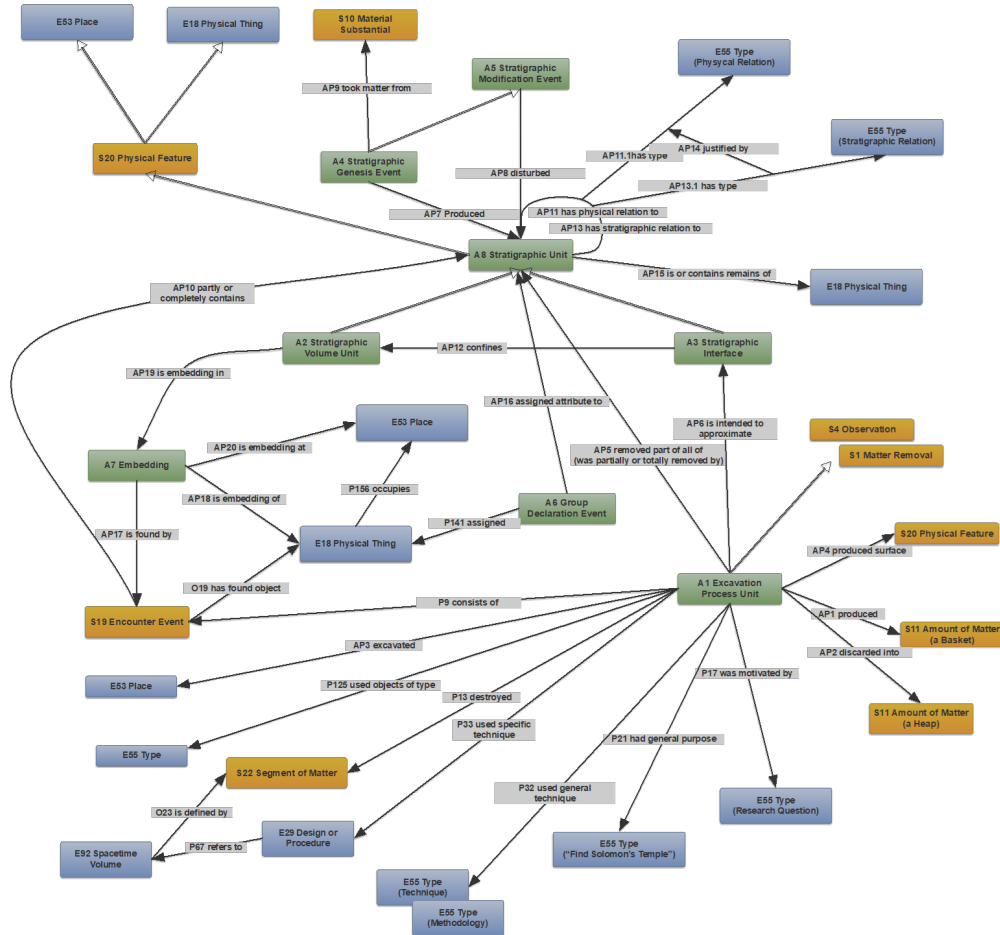 E53 Place
E18 Physical Thing
S10 Material
Substantial
A5 Stratigraphic
Modification Event
E55 Type
(Physycal Relation)
AP9 took matter from
S20 Physical Feature
A4 Stratigraphic
Genesis Event
AP11.1has type
AP14 justified by
E55 Type
(Stratigraphic Relation)
AP8 disturbed
AP13.1 has type
AP7 Produced
AP11 has physical relation to
AP13 has stratigraphic relation to
A8 Stratigraphic Unit
AP10 partly or
completely contains
AP15 is or contains remains of
E18 Physical Thing
A2 Stratigraphic
Volume Unit
AP12 confines
A3 Stratigraphic
Interface
AP19 is embedding in
AP16 assigned attribute to
E53 Place
AP6 is intended to
approximate
S4 Observation
AP20 is embedding at
AP5 removed part of all of
(was partially or totally removed by)
S1 Matter Removal
A7 Embedding
P156 occupies
AP18 is embedding of
A6 Group
Declaration Event
P141 assigned
AP17 is found by
E18 Physical Thing
S20 Physical Feature
AP4 produced surface
O19 has found object
A1 Excavation
Process Unit
P9 consists of
S19 Encounter Event
AP1 produced
S11 Amount of Matter
(a Basket)
AP3 excavated
AP2 discarded into
E53 Place
P125 used objects of type
P13 destroyed
P17 was motivated by
S11 Amount of Matter
(a Heap)
P33 used specific
technique
P21 had general purpose
E55 Type
S22 Segment of Matter
P32 used general
technique
E55 Type
(Research Question)
O23 is defined by
E29 Design or
Procedure
P67 refers to
E92 Spacetime
Volume
E55 Type
(“Find Solomon's Temple”)
E55 Type
(Technique)
E55 Type
(Methodology)